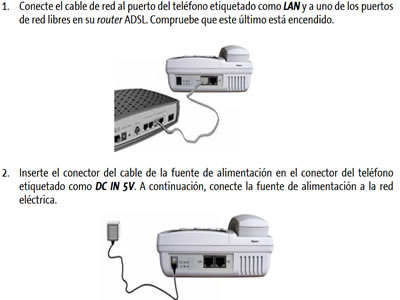 1. Conecte el cable de red al puerto del teléfono etiquetado como LAN y a uno de los puertos
de red libres en su router ADSL. Compruebe que este último está encendido.
2. Inserte el conector del cable de la fuente de alimentación en el conector del teléfono
etiquetado como DC IN 5V. A continuación, conecte la fuente de alimentación a la red
eléctrica.